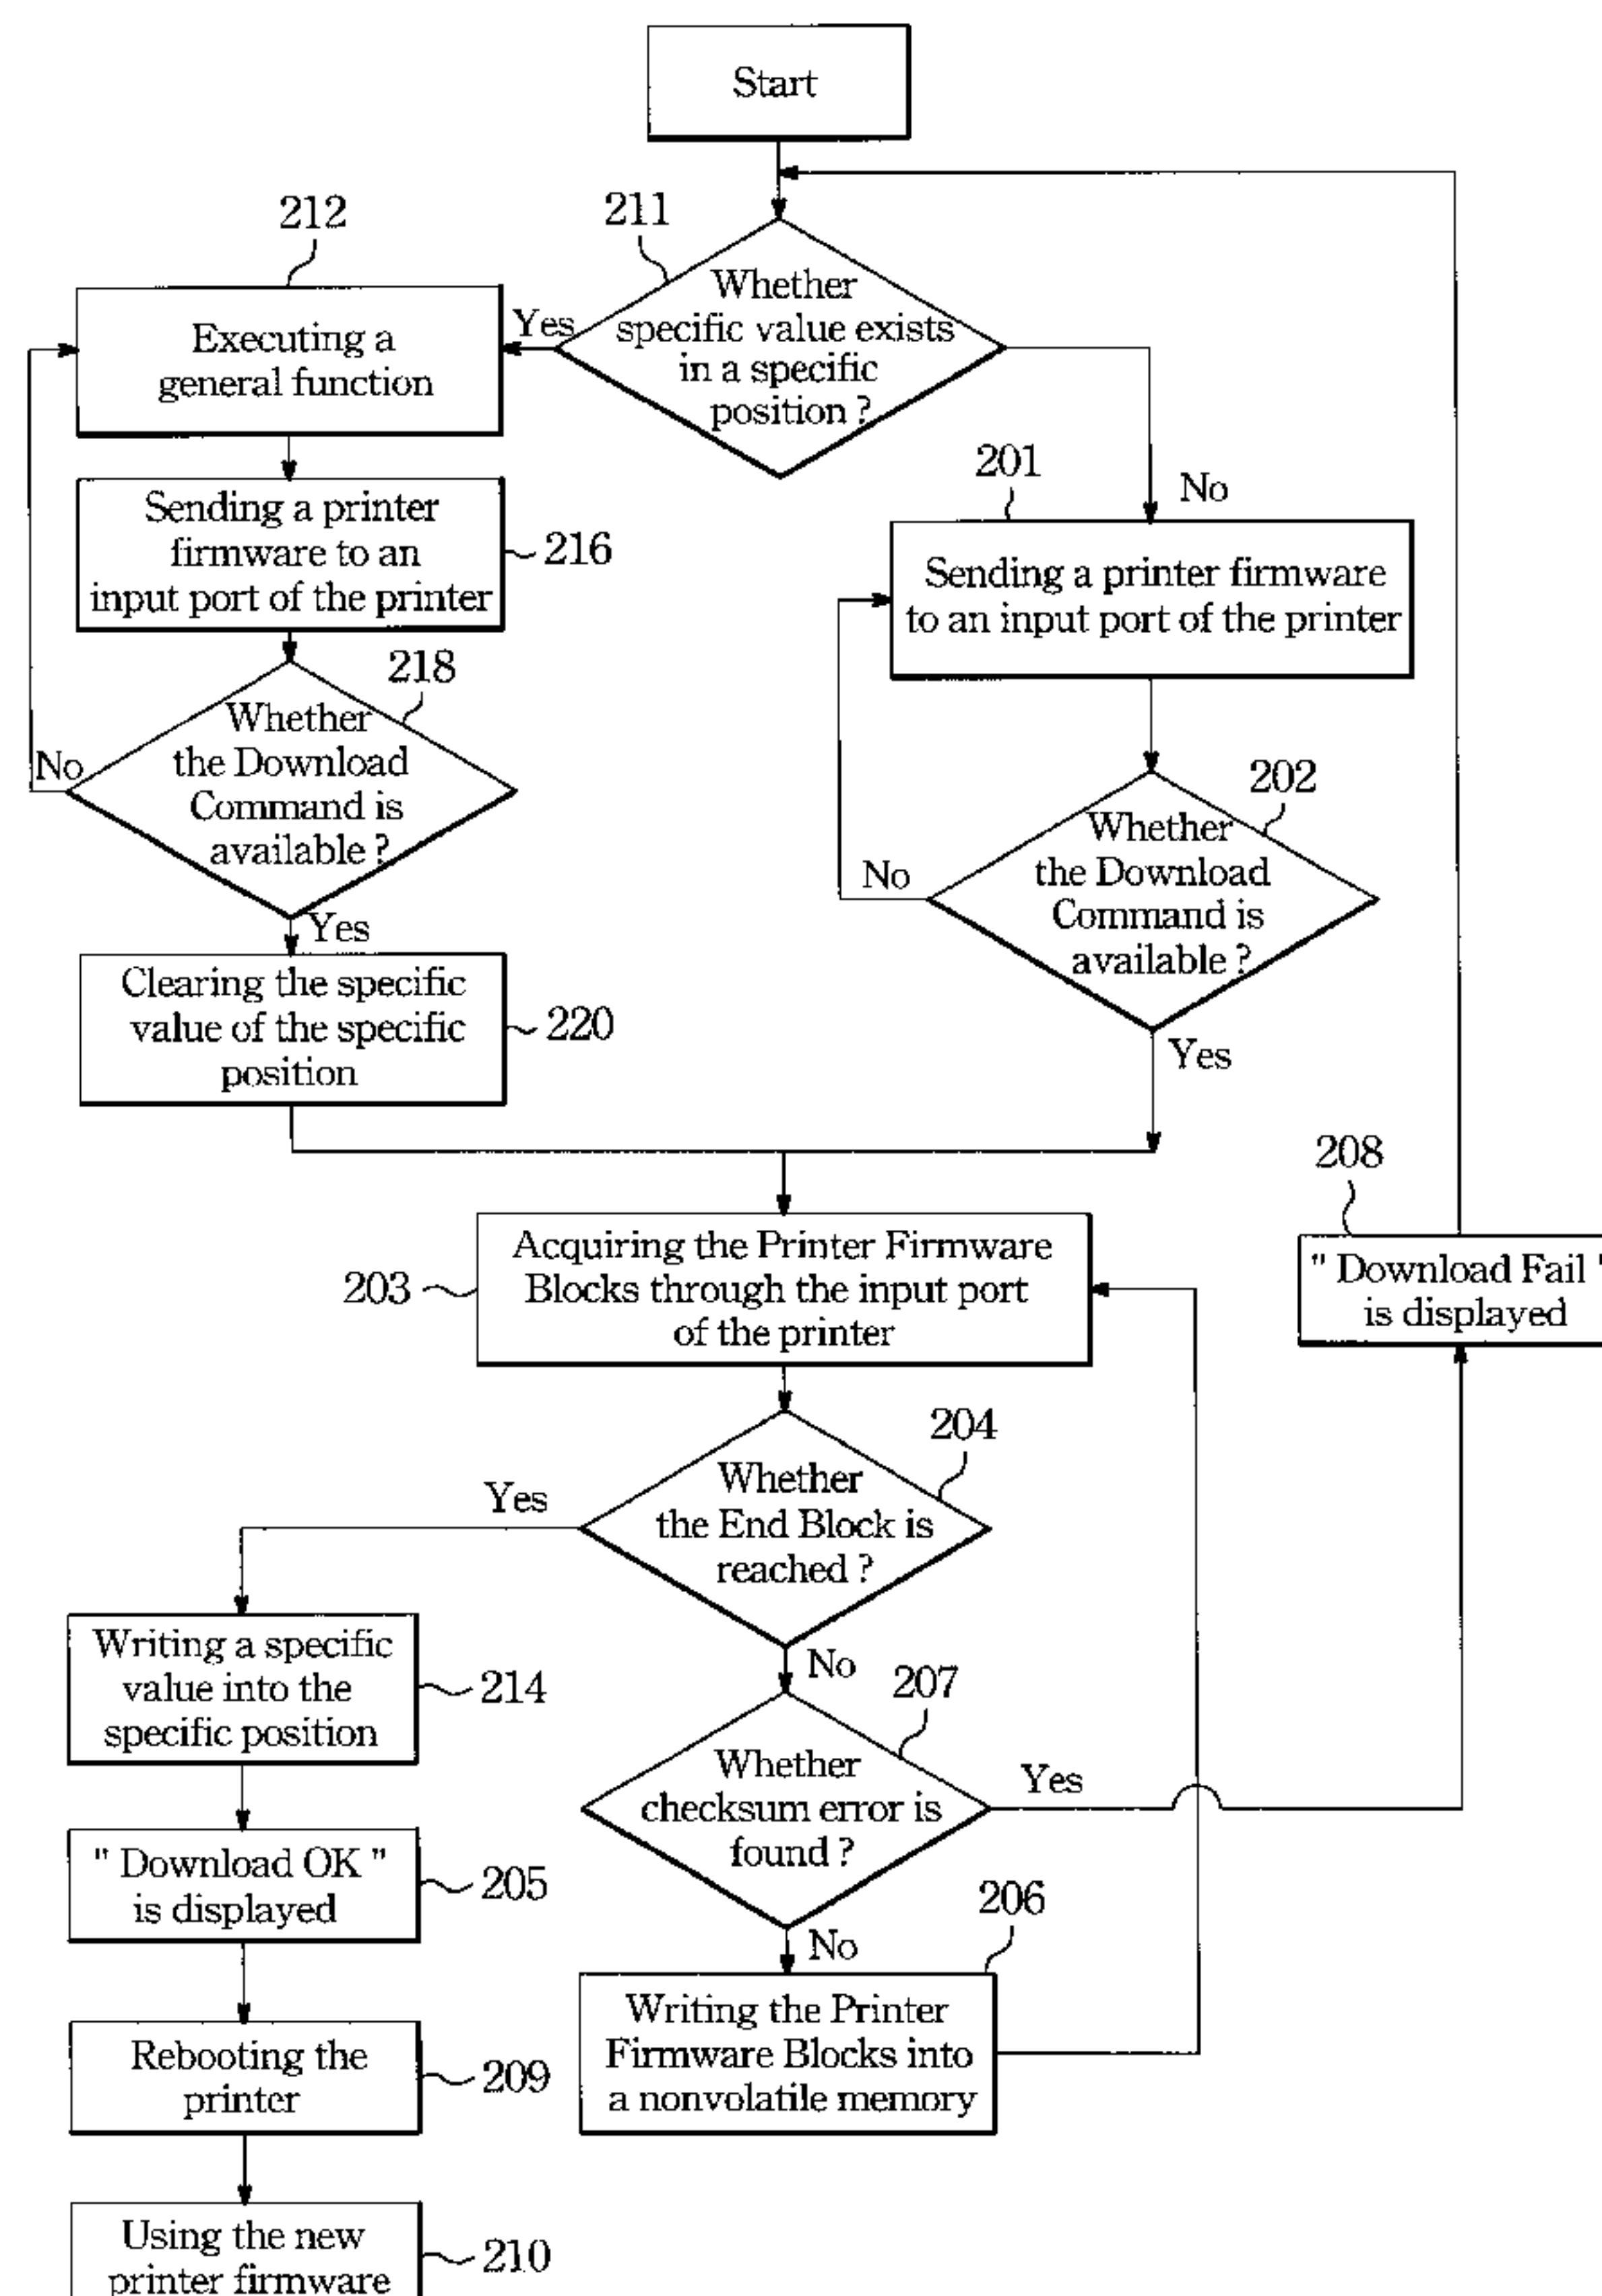 Start
212
211
Whether
specific value exists
in a specific
position ?
Yes
Executing a
general function
No
201
Sending a printer
firmware to an
input port of the printer
216
Sending a printer firmware
to an input port of the printer
218
Whether
the Download
Command is
available ?
No
Yes
202
Whether
the Download
Command is
available ?
No
Yes
Clearing the specific
value of the specific
position
220
208
" Download Fail "
is displayed
203
Acquiring the Printer Firmware
Blocks through the input port
of the printer
204
Whether
the End Block is
reached ?
Yes
No
Writing a specific
value into the
specific position
214
207
Whether
checksum error is
found ?
Yes
No
" Download OK "
is displayed
205
206
Writing the Printer
Firmware Blocks into
a nonvolatile memory
Rebooting the
printer
209
Using the new
printer firmware
210